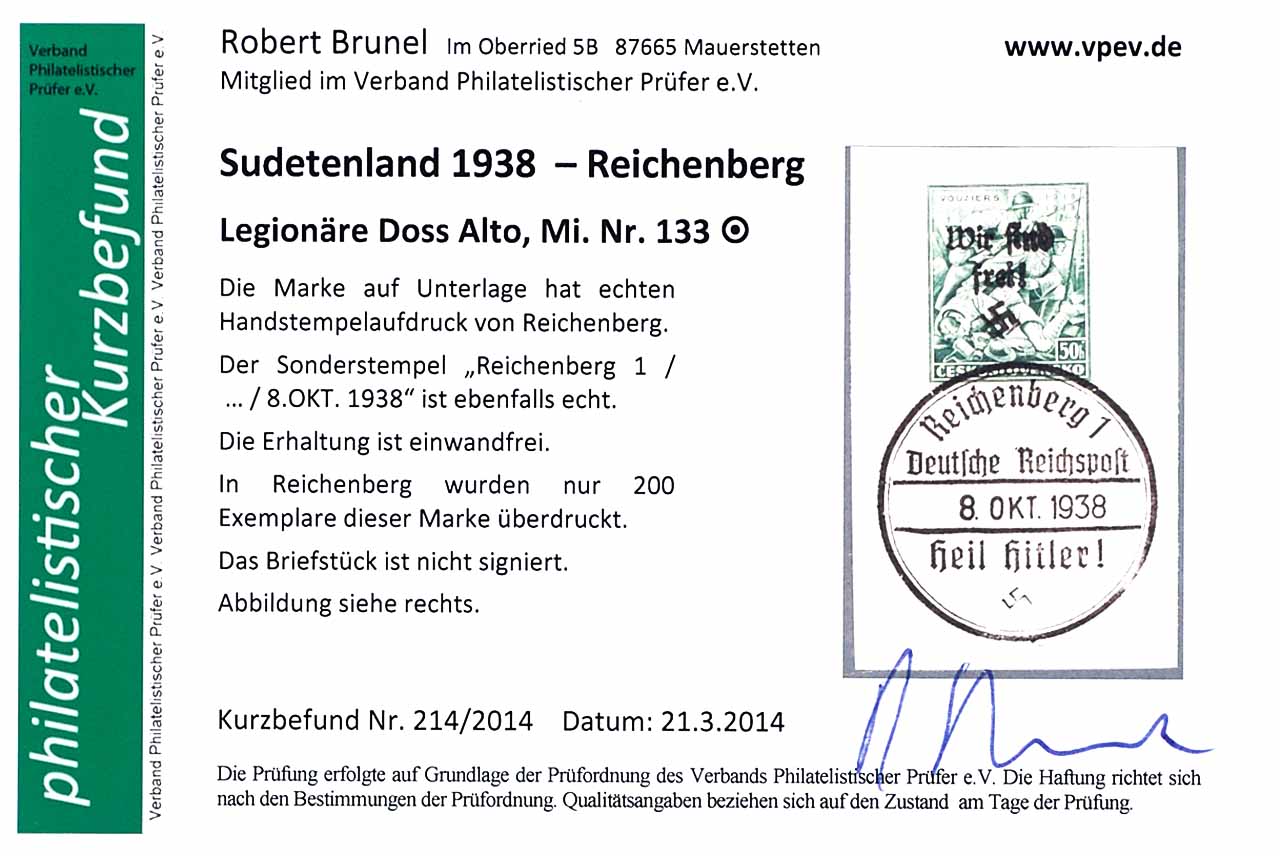 Verband
Philatelistischer
Prüfer e.V.
philatelistischer
Kurzbefund
Verband Philatelistischer Prüfer e.V. Verband Philatelistischer Prüfer e.V. Verband Philatelistischer Prüfer e.V
Robert Brunel Im Oberried 5B 87665 Mauerstetten
www.vpev.de
Mitglied im Verband Philatelistischer Prüfer e.V.
Sudetenland 1938 – Reichenberg
Legionäre Doss Alto, Mi. Nr. 133
Die Marke auf Unterlage hat echten
Handstempelaufdruck von Reichenberg.
Der Sonderstempel „Reichenberg 1 /
... / 8.OKT. 1938“ ist ebenfalls echt.
Die Erhaltung ist einwandfrei.
In Reichenberg wurden nur 200
Exemplare dieser Marke überdruckt.
Das Briefstück ist nicht signiert.
Abbildung siehe rechts.
VOUZIERS
Wir sind
frei!
50h
Reichenberg 1
Deutsche Reichspost
8. OKT. 1938
Heil Hitler!
Kurzbefund Nr. 214/2014 Datum: 21.3.2014
Die Prüfung erfolgte auf Grundlage der Prüfordnung des Verbands Philatelistischer Prüfer e.V. Die Haftung richtet sich
nach den Bestimmungen der Prüfordnung. Qualitätsangaben beziehen sich auf den Zustand am Tage der Prüfung.